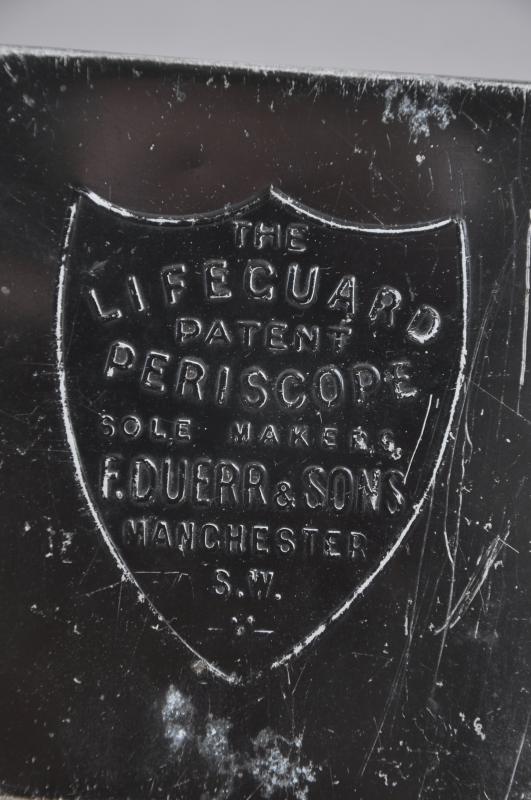 THE
LIFEGUARD
PATENT
PERISCOPE
SOLE MAKERS
F. DUERR & SONS
MANCHESTER
S.W.